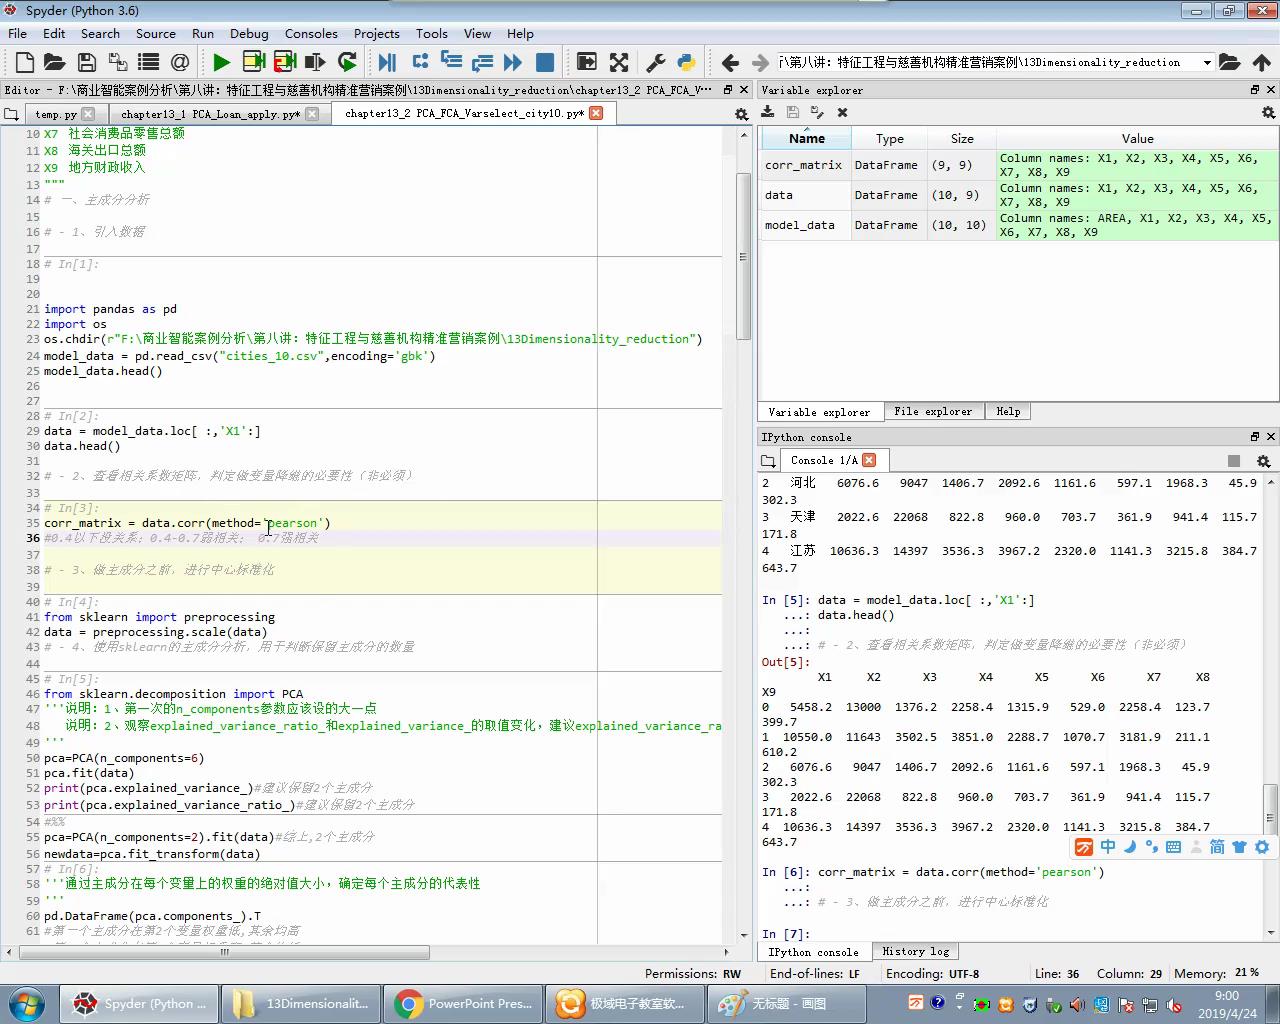 Spyder (Python 3.6)
File Edit Search Source Run Debug Consoles Projects Tools View Help
第八讲：特征工程与慈善机构精准营销案例\13Dimensionality_reduction
Editor - F:\商业智能案例分析\第八讲：特征工程与慈善机构精准营销案例\13Dimensionality_reduction\chapter13_2 PCA_FCA_V···
temp.py chapter13_1 PCA_Loan_apply.py* chapter13_2 PCA_FCA_Varselect_city10.py*
10 X7 社会消费品零售总额
11 X8 海关出口总额
12 X9 地方财政收入
13 """
14 # 一、主成分分析
15
16 # - 1、引入数据
17
18 # In[1]:
19
20
21 import pandas as pd
22 import os
23 os.chdir(r"F:\商业智能案例分析\第八讲：特征工程与慈善机构精准营销案例\13Dimensionality_reduction")
24 model_data = pd.read_csv("cities_10.csv",encoding='gbk')
25 model_data.head()
26
27
28 # In[2]:
29 data = model_data.loc[ :,'X1':]
30 data.head()
31
32 # - 2、查看相关系数矩阵，判定做变量降维的必要性（非必须）
33
34 # In[3]:
35 corr_matrix = data.corr(method='pearson')
36 #0.4以下没关系；0.4-0.7弱相关； 0.7强相关
37
38 # - 3、做主成分之前，进行中心标准化
39
40 # In[4]:
41 from sklearn import preprocessing
42 data = preprocessing.scale(data)
43 # - 4、使用sklearn的主成分分析，用于判断保留主成分的数量
44
45 # In[5]:
46 from sklearn.decomposition import PCA
47 '''说明：1、第一次的n_components参数应该设的大一点
48 说明：2、观察explained_variance_ratio_和explained_variance_的取值变化，建议explained_variance_ra
49 '''
50 pca=PCA(n_components=6)
51 pca.fit(data)
52 print(pca.explained_variance_)#建议保留2个主成分
53 print(pca.explained_variance_ratio_)#建议保留2个主成分
54 #%%
55 pca=PCA(n_components=2).fit(data)#综上,2个主成分
56 newdata=pca.fit_transform(data)
57 # In[6]:
58 '''通过主成分在每个变量上的权重的绝对值大小，确定每个主成分的代表性
59 '''
60 pd.DataFrame(pca.components_).T
61 #第一个主成分在第2个变量权重低,其余均高
Variable explorer
Name Type Size Value
corr_matrix DataFrame (9, 9) Column names: X1, X2, X3, X4, X5, X6,
X7, X8, X9
data DataFrame (10, 9) Column names: X1, X2, X3, X4, X5, X6,
X7, X8, X9
model_data DataFrame (10, 10) Column names: AREA, X1, X2, X3, X4, X5,
X6, X7, X8, X9
Variable explorer File explorer Help
IPython console
Console 1/A
2 河北 6076.6 9047 1406.7 2092.6 1161.6 597.1 1968.3 45.9
302.3
3 天津 2022.6 22068 822.8 960.0 703.7 361.9 941.4 115.7
171.8
4 江苏 10636.3 14397 3536.3 3967.2 2320.0 1141.3 3215.8 384.7
643.7
In [5]: data = model_data.loc[ :,'X1':]
...: data.head()
...:
...: # - 2、查看相关系数矩阵，判定做变量降维的必要性（非必须）
Out[5]:
X1 X2 X3 X4 X5 X6 X7 X8
X9
0 5458.2 13000 1376.2 2258.4 1315.9 529.0 2258.4 123.7
399.7
1 10550.0 11643 3502.5 3851.0 2288.7 1070.7 3181.9 211.1
610.2
2 6076.6 9047 1406.7 2092.6 1161.6 597.1 1968.3 45.9
302.3
3 2022.6 22068 822.8 960.0 703.7 361.9 941.4 115.7
171.8
4 10636.3 14397 3536.3 3967.2 2320.0 1141.3 3215.8 384.7
643.7
中 简
In [6]: corr_matrix = data.corr(method='pearson')
...:
...: # - 3、做主成分之前，进行中心标准化
In [7]:
IPython console History log
Permissions: RW End-of-lines: LF Encoding: UTF-8 Line: 36 Column: 29 Memory: 21 %
Spyder (Python ... 13Dimensionalit... PowerPoint Pres... 极域电子教室软... 无标题 - 画图
9:00
2019/4/24